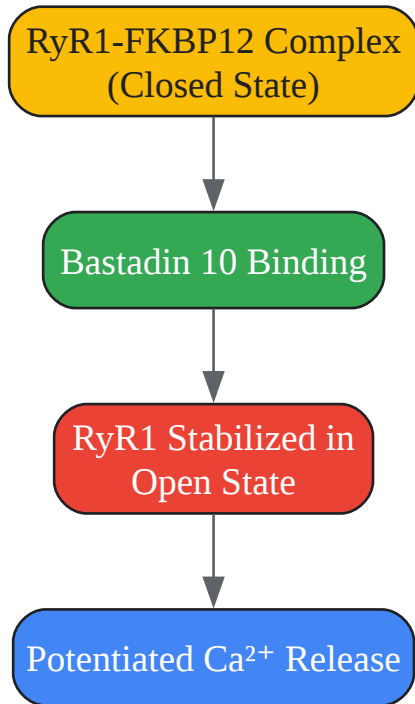 RyR1-FKBP12 Complex
(Closed State)
Bastadin 10 Binding
RyR1 Stabilized in
Open State
Potentiated Ca²⁺ Release